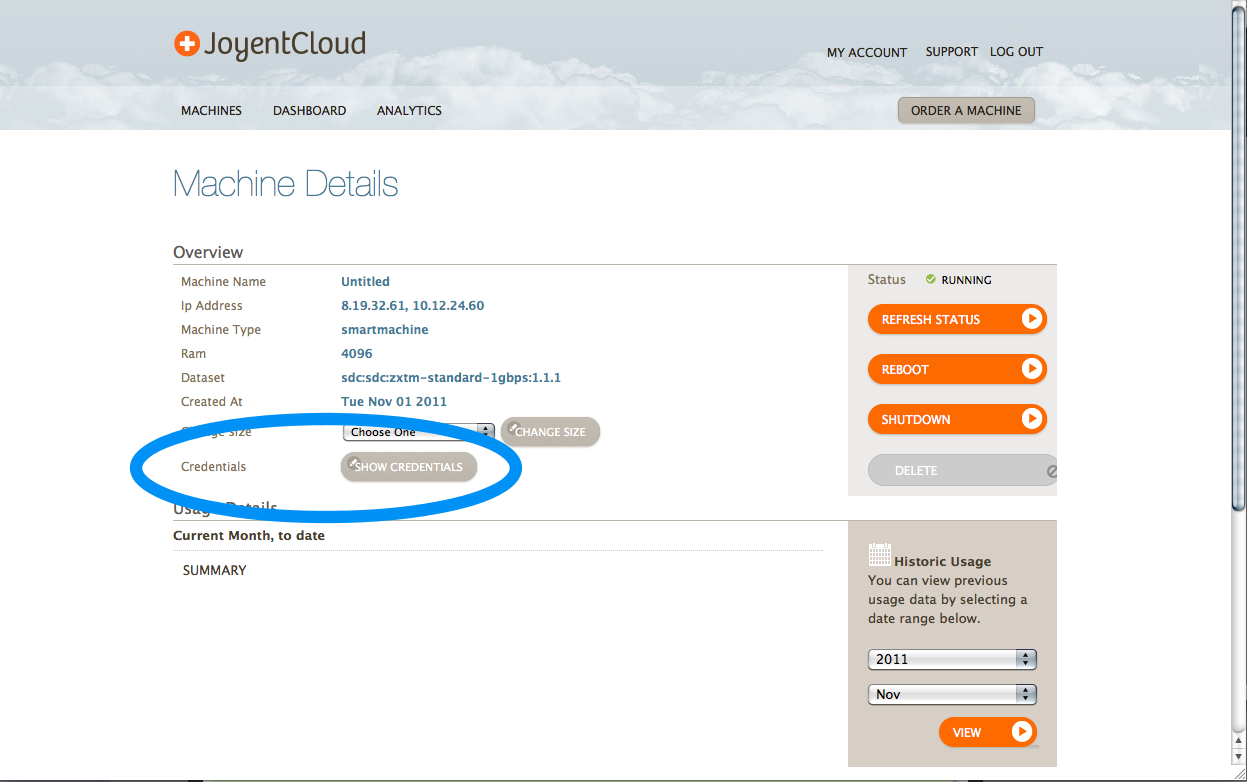 JoyentCloud
MY ACCOUNT SUPPORT LOG OUT
MACHINES DASHBOARD ANALYTICS ORDER A MACHINE
Machine Details
Overview
Machine Name Untitled
Ip Address 8.19.32.61, 10.12.24.60
Machine Type smartmachine
Ram 4096
Dataset sdc:sdc:zxtm-standard-1gbps:1.1.1
Created At Tue Nov 01 2011
Change Size Choose One CHANGE SIZE
Credentials SHOW CREDENTIALS
Status RUNNING
REFRESH STATUS
REBOOT
SHUTDOWN
DELETE
Usage Details
Current Month, to date
SUMMARY
Historic Usage
You can view previous
usage data by selecting a
date range below.
2011
Nov
VIEW